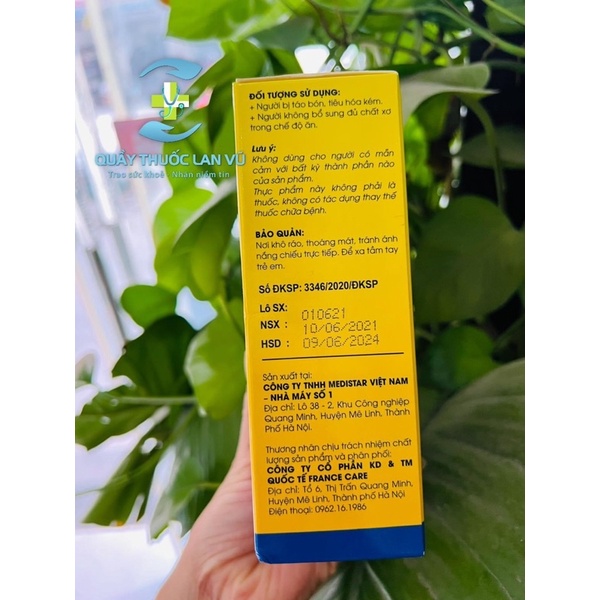 QUẦY THUỐC LAN VŨ
Trao sức khoẻ - Nhận niềm tin
ĐỐI TƯỢNG SỬ DỤNG:
+ Người bị táo bón, tiêu hóa kém.
+ Người không bổ sung đủ chất xơ
trong chế độ ăn.
Lưu ý:
Không dùng cho người có mẫn
cảm với bất kỳ thành phần nào
của sản phẩm.
Thực phẩm này không phải là
thuốc, không có tác dụng thay thế
thuốc chữa bệnh.
BẢO QUẢN:
Nơi khô ráo, thoáng mát, tránh ánh
nắng chiếu trực tiếp. Để xa tầm tay
trẻ em.
Số ĐKSP: 3346/2020/ĐKSP
Lô SX: 010621
NSX : 10/06/2021
HSD : 09/06/2024
Sản xuất tại:
CÔNG TY TNHH MEDISTAR VIỆT NAM
- NHÀ MÁY SỐ 1
Địa chỉ: Lô 38 - 2, Khu Công nghiệp
Quang Minh, Huyện Mê Linh, Thành
Phố Hà Nội.
Thương nhân chịu trách nhiệm chất
lượng sản phẩm và phân phối:
CÔNG TY CỔ PHẦN KD & TM
QUỐC TẾ FRANCE CARE
Địa chỉ: Tổ 6, Thị Trấn Quang Minh,
Huyện Mê Linh, Thành phố Hà Nội
Điện thoại: 0962.16.1986